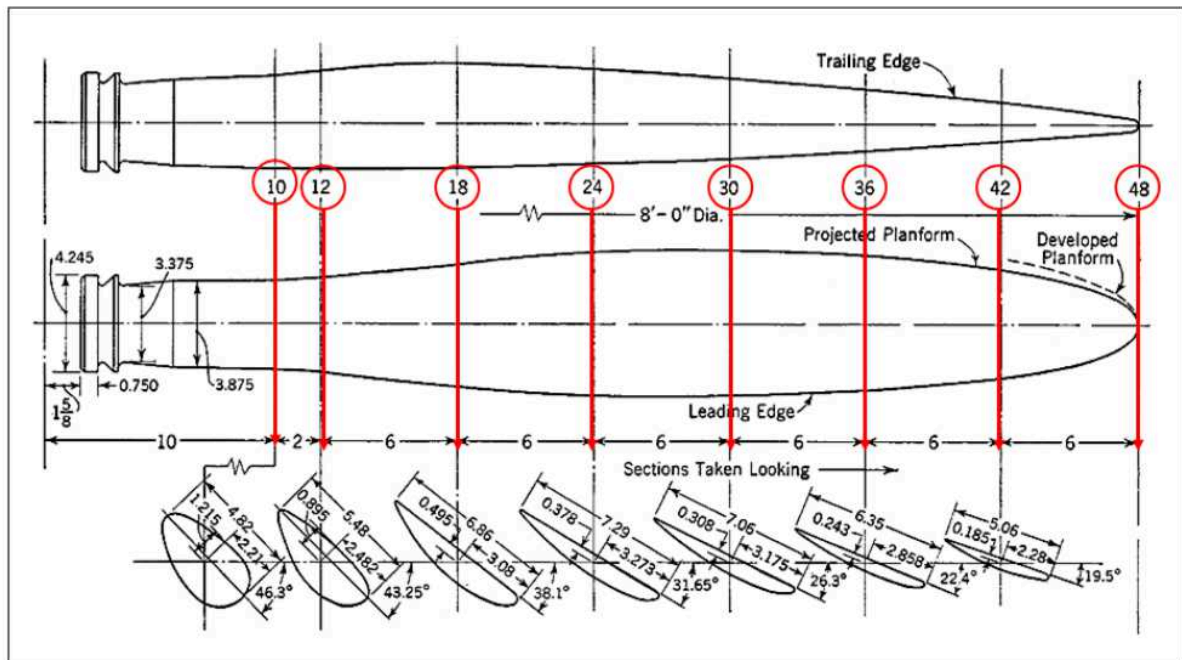 Trailing Edge
10 12 18 24 30 36 42 48
8'-0" Dia.
Projected Planform
Developed
Planform
4.245
3.375
0.750
3.875
1 5/8
Leading Edge
10 2 6 6 6 6 6 6
Sections Taken Looking
1.215 4.82 2.21 46.3°
0.895 5.48 2.482 43.25°
0.495 6.86 3.08 38.1°
0.378 7.29 3.273 31.65°
0.308 7.06 3.175 26.3°
0.243 6.35 2.858 22.4°
0.185 5.06 2.28 19.5°